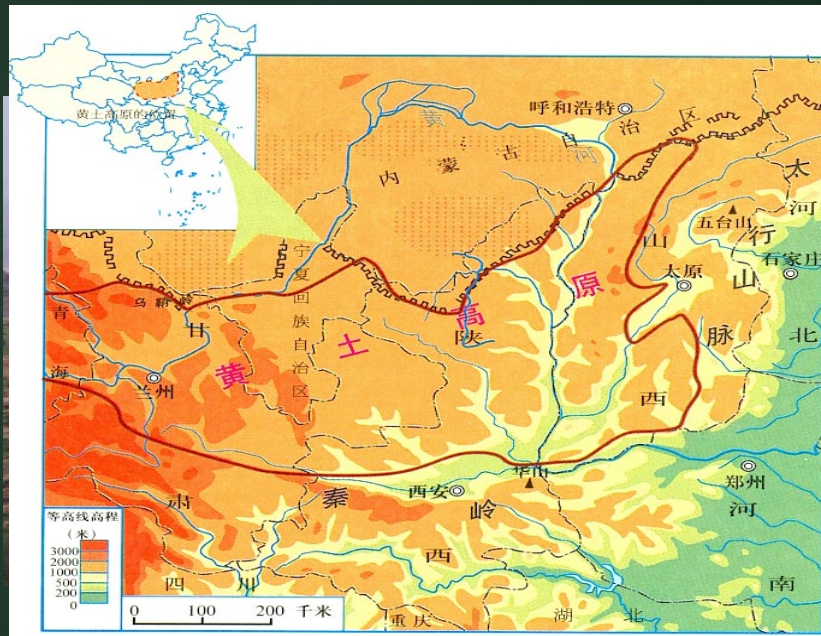 黄土高原的位置
呼和浩特
黄
河
内蒙古自治区
太
行
山
脉
五台山
河
北
石家庄
山
西
太原
宁夏回族自治区
乌鞘岭
青
海
甘
肃
兰州
黄土高原
陕
西
华山
西安
秦岭
郑州
河
南
四川
重庆
湖北
等高线高程
(米)
3000
2000
1000
500
200
0
0 100 200 千米